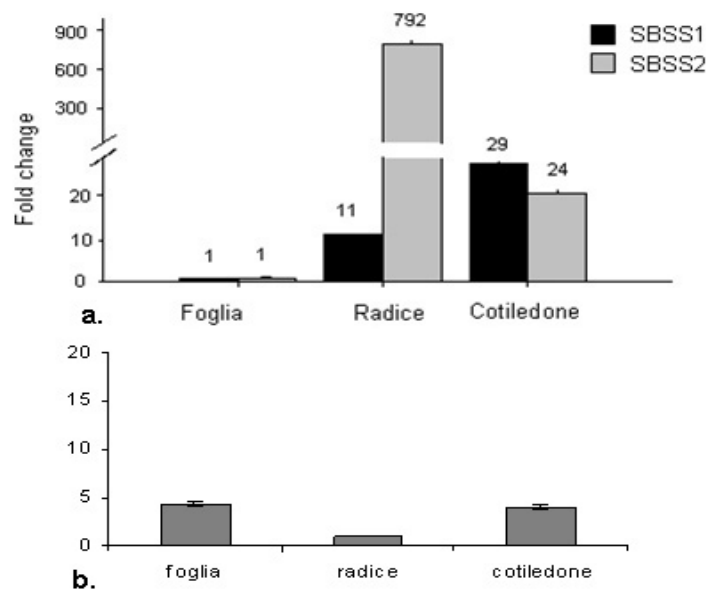 900
600
300
20
10
0
Fold change
792
29
24
11
1
1
SBSS1
SBSS2
Foglia
Radice
Cotiledone
a.
20
15
10
5
0
foglia
radice
cotiledone
b.